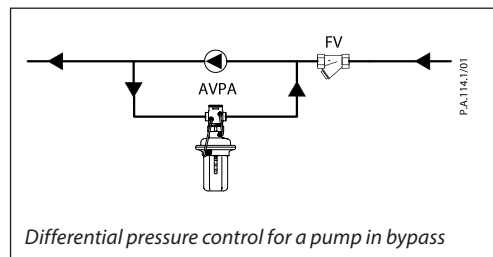 FV
AVPA
P.A.114.1/01
Differential pressure control for a pump in bypass